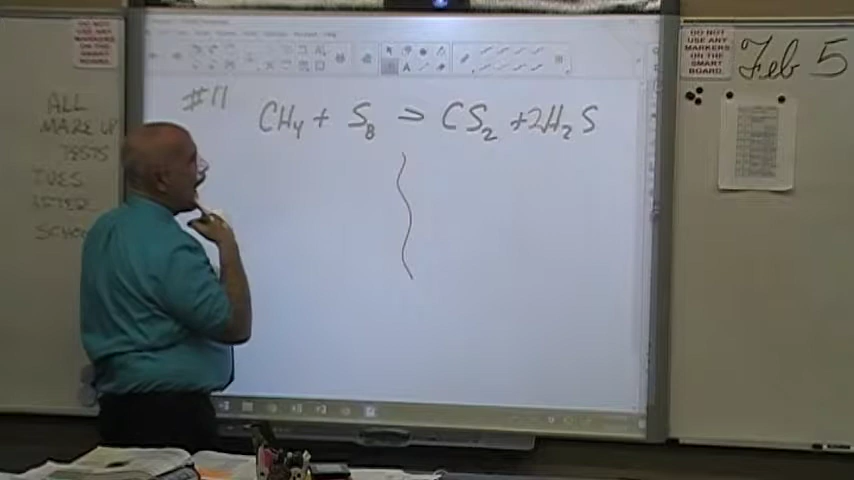 DO NOT
USE ANY
MARKERS
ON THE
SMART
BOARD
ALL
MAKE UP
TESTS
TUES
AFTER
SCHOOL
#11
CH4 + S8 => CS2 + 2H2S
DO NOT
USE ANY
MARKERS
ON THE
SMART
BOARD
Feb 5